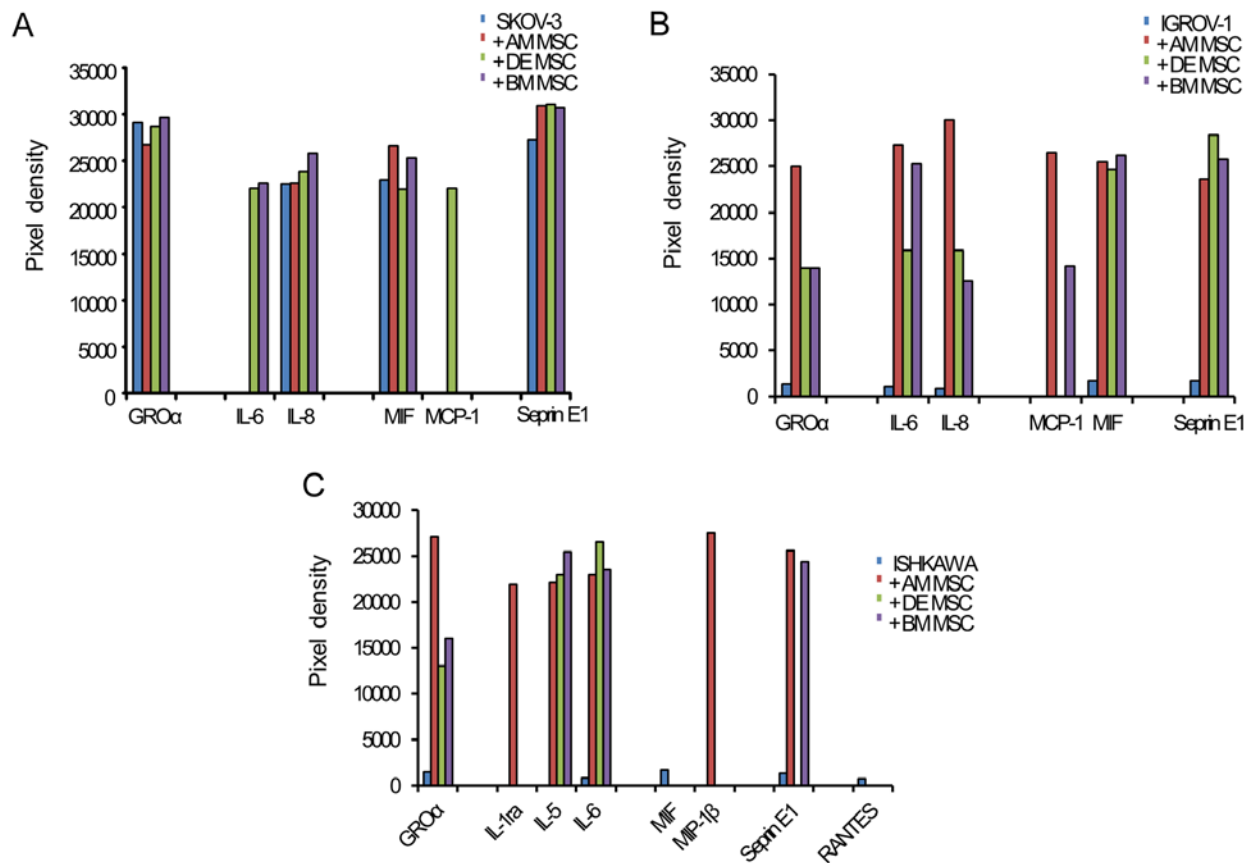 A
SKOV-3
+AM MSC
+DE MSC
+BM MSC
35000
30000
25000
20000
15000
10000
5000
0
Pixel density
GROα IL-6 IL-8 MIF MCP-1 Seprin E1
B
IGROV-1
+AM MSC
+DE MSC
+BM MSC
35000
30000
25000
20000
15000
10000
5000
0
Pixel density
GROα IL-6 IL-8 MCP-1 MIF Seprin E1
C
ISHKAWA
+AM MSC
+DE MSC
+BM MSC
30000
25000
20000
15000
10000
5000
0
Pixel density
GROα IL-1ra IL-5 IL-6 MIF MIP-1β Seprin E1 RANTES